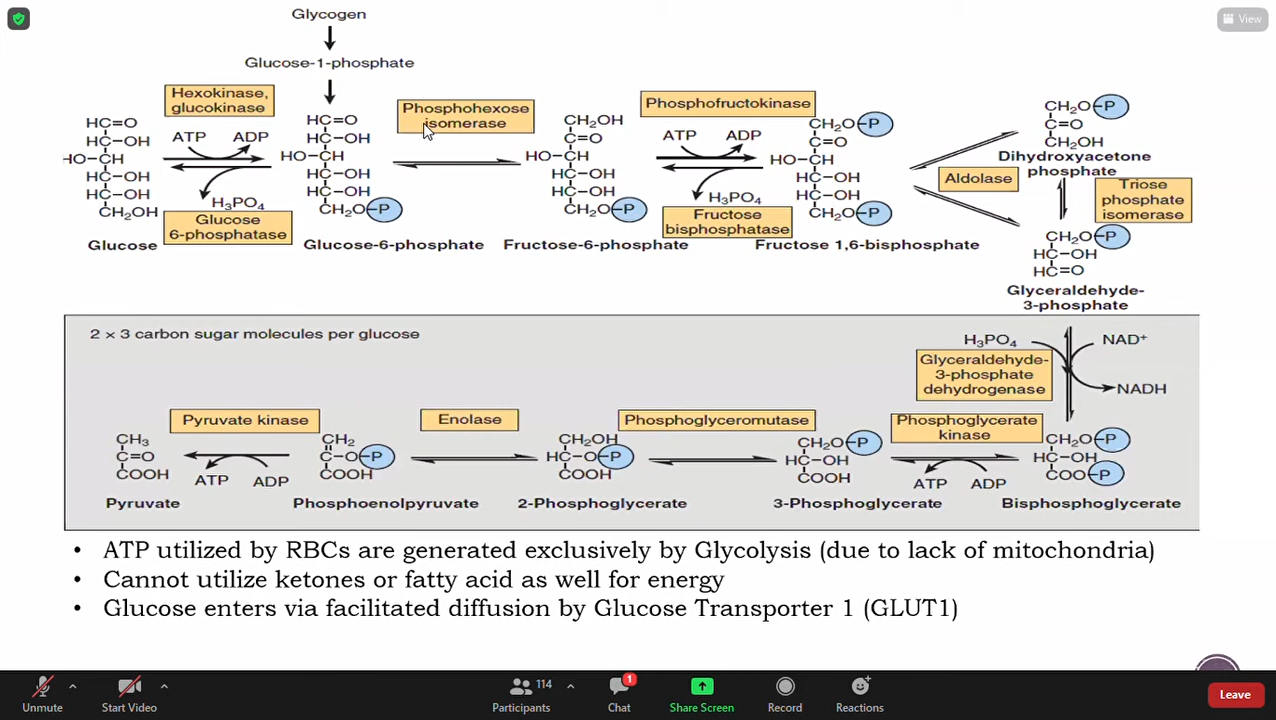 View
Glycogen
Glucose-1-phosphate
Hexokinase,
glucokinase
Phosphohexose
isomerase
Phosphofructokinase
ATP
ADP
H₃PO₄
Glucose
6-phosphatase
ATP
ADP
H₃PO₄
Fructose
bisphosphatase
HC=O
HC–OH
HO–CH
HC–OH
HC–OH
CH₂OH
Glucose
HC=O
HC–OH
HO–CH
HC–OH
HC–OH
CH₂O–P
Glucose-6-phosphate
CH₂OH
C=O
HO–CH
HC–OH
HC–OH
CH₂O–P
Fructose-6-phosphate
CH₂O–P
C=O
HO–CH
HC–OH
HC–OH
CH₂O–P
Fructose 1,6-bisphosphate
Aldolase
CH₂O–P
C=O
CH₂OH
Dihydroxyacetone
phosphate
Triose
phosphate
isomerase
CH₂O–P
HC–OH
HC=O
Glyceraldehyde-
3-phosphate
2 × 3 carbon sugar molecules per glucose
H₃PO₄
NAD⁺
Glyceraldehyde-
3-phosphate
dehydrogenase
NADH
Pyruvate kinase
Enolase
Phosphoglyceromutase
Phosphoglycerate
kinase
CH₃
C=O
COOH
Pyruvate
ATP
ADP
CH₂
C–O–P
COOH
Phosphoenolpyruvate
CH₂OH
HC–O–P
COOH
2-Phosphoglycerate
CH₂O–P
HC–OH
COOH
3-Phosphoglycerate
ATP
ADP
CH₂O–P
HC–OH
COO–P
Bisphosphoglycerate
• ATP utilized by RBCs are generated exclusively by Glycolysis (due to lack of mitochondria)
• Cannot utilize ketones or fatty acid as well for energy
• Glucose enters via facilitated diffusion by Glucose Transporter 1 (GLUT1)
Unmute
Start Video
114
Participants
1
Chat
Share Screen
Record
Reactions
Leave